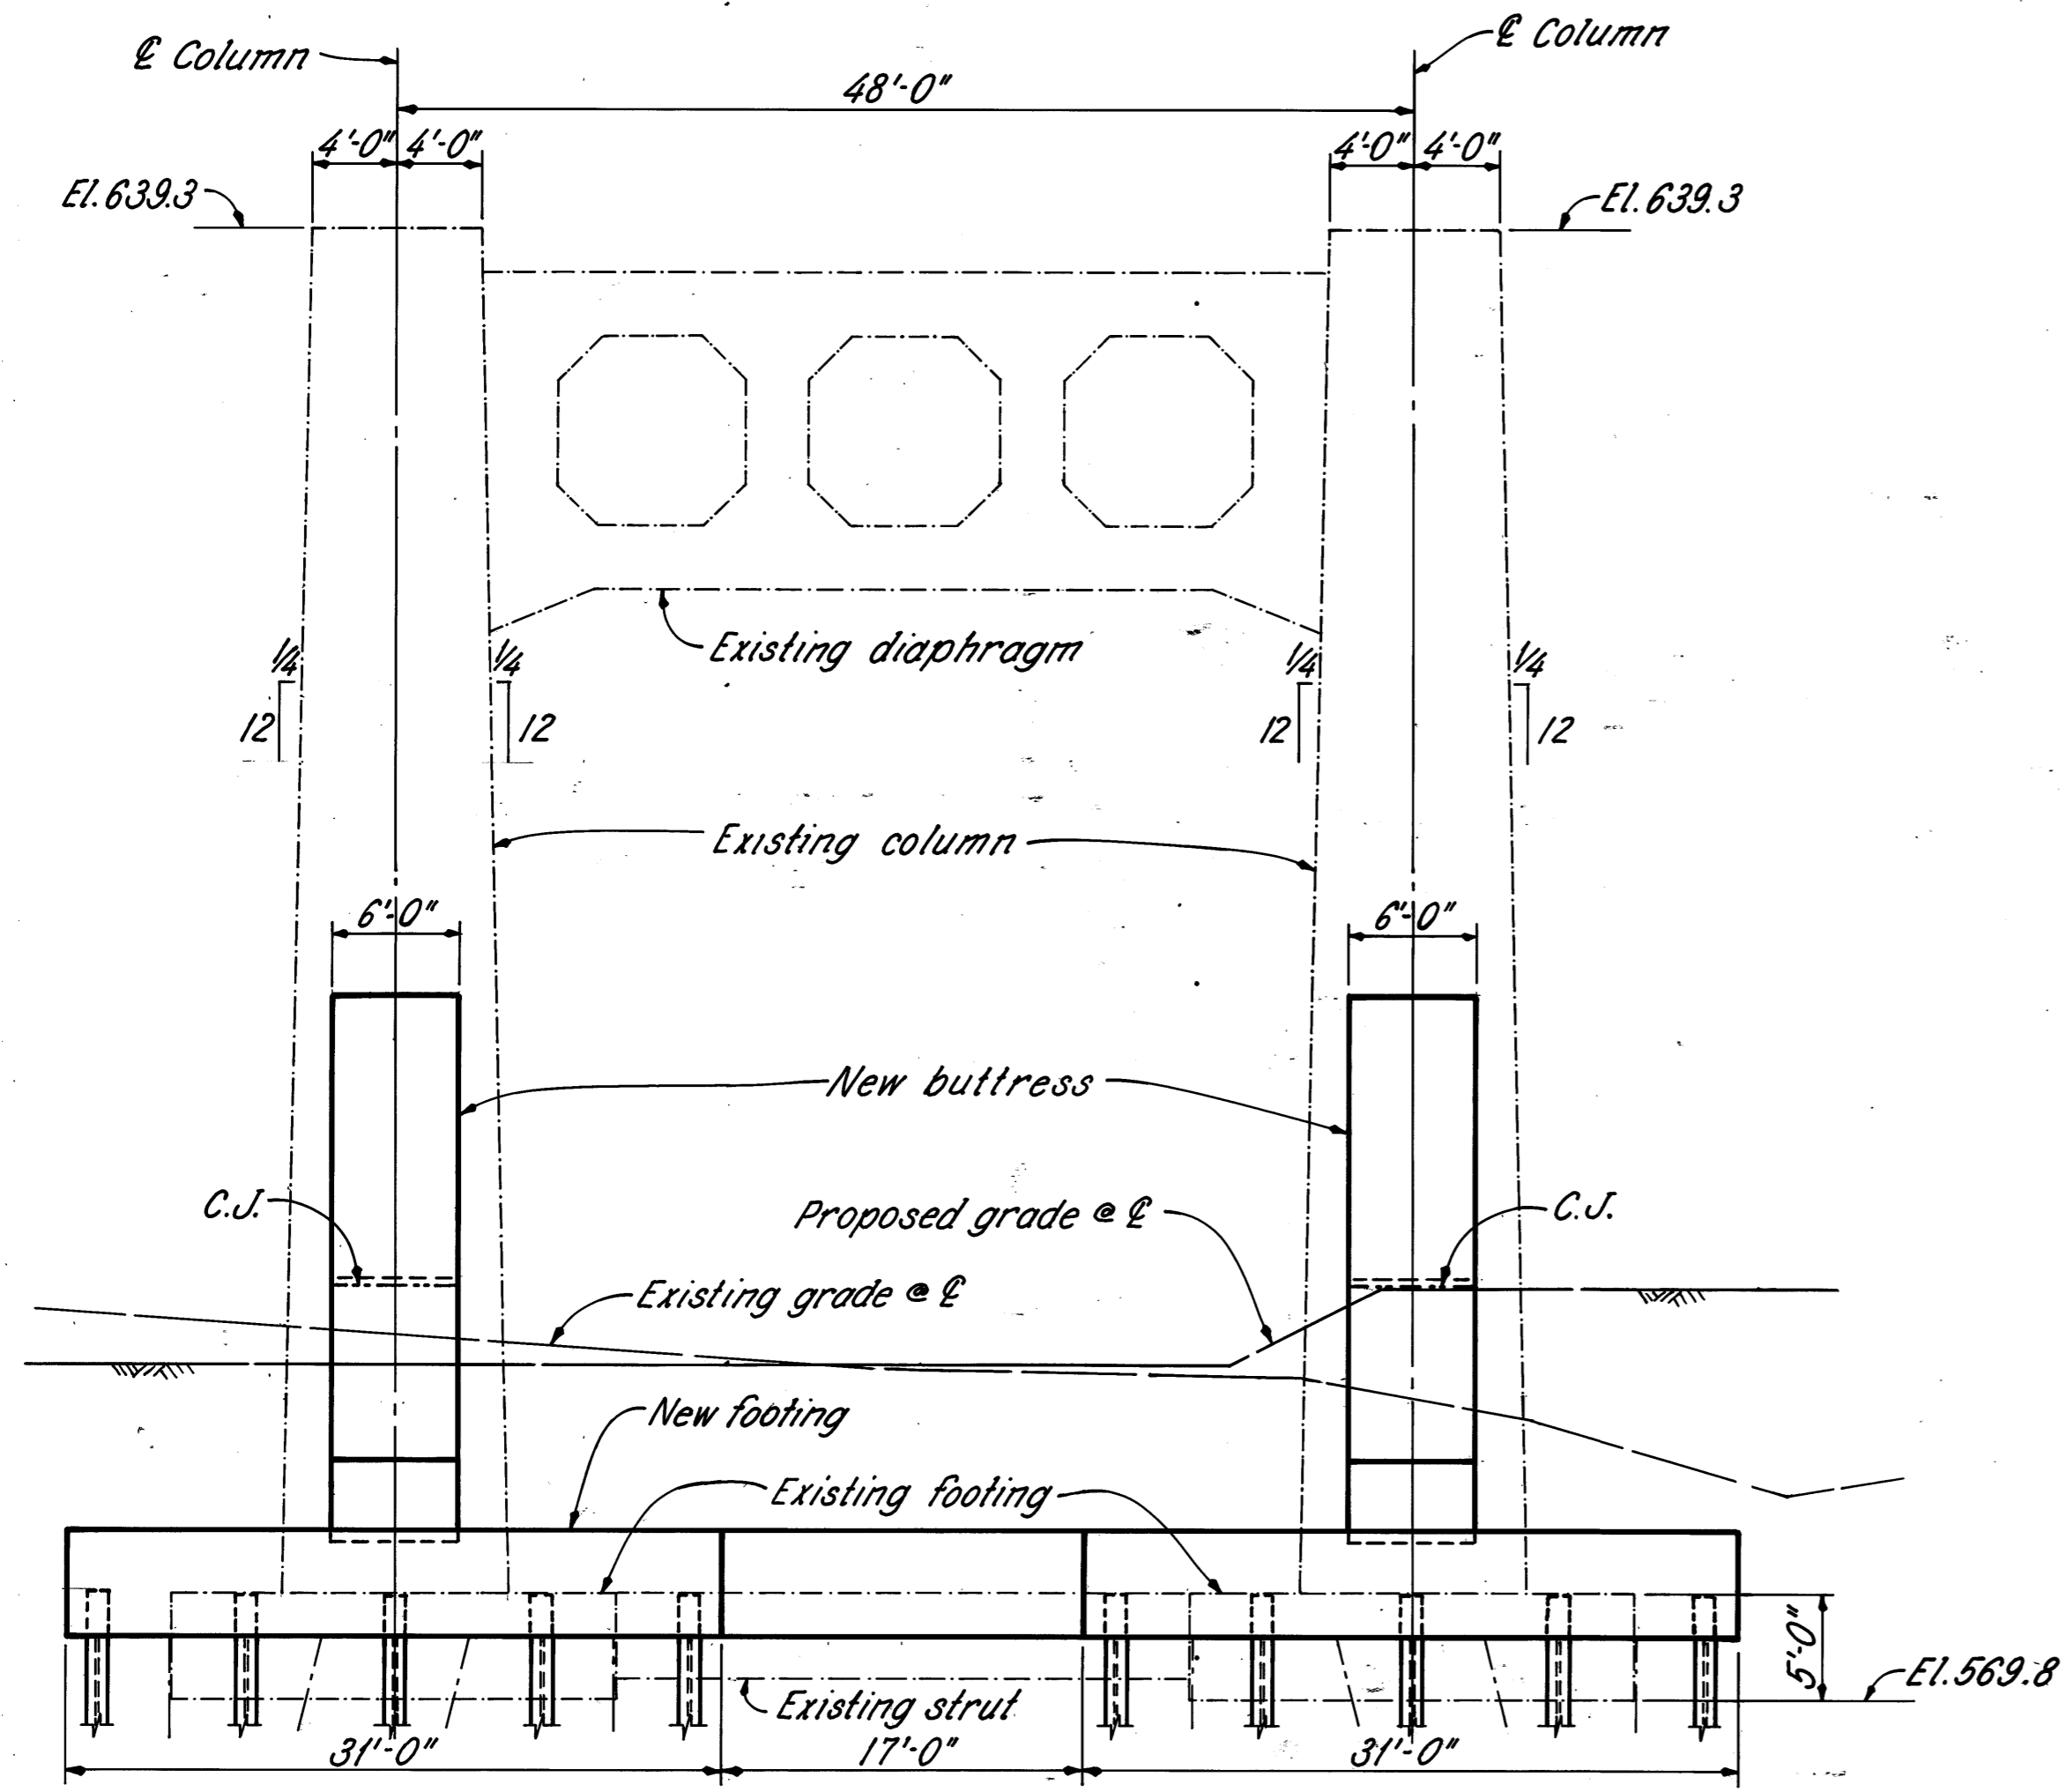 ℄ Column
℄ Column
48'-0"
4'-0" 4'-0"
4'-0" 4'-0"
El. 639.3
El. 639.3
Existing diaphragm
1/4
1/4
1/4
1/4
12
12
12
12
Existing column
6'-0"
6'-0"
New buttress
C.J.
Proposed grade @ ℄
C.J.
Existing grade @ ℄
New footing
Existing footing
5'-0"
El. 569.8
Existing strut
31'-0"
17'-0"
31'-0"